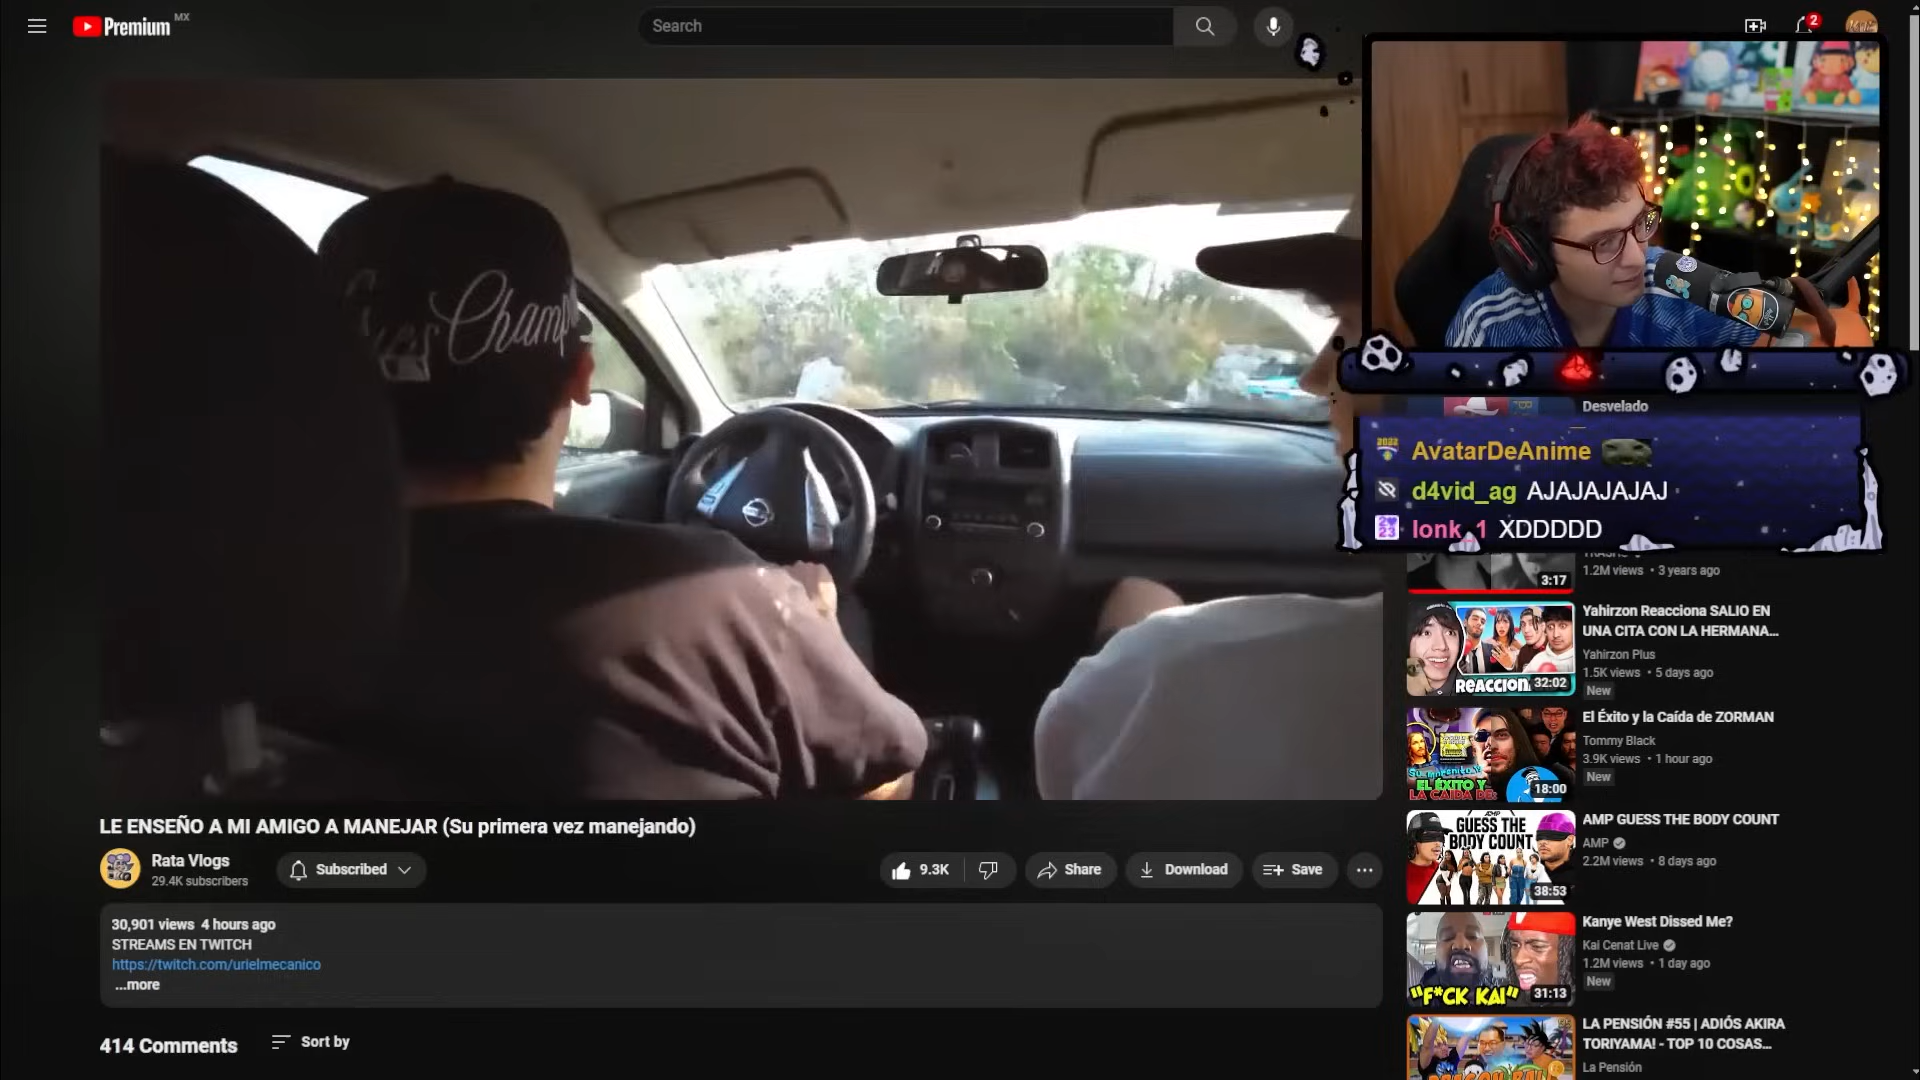 Premium MX
Search
2
Champ
Desvelado
AvatarDeAnime
d4vid_ag AJAJAJAJAJ
lonk_1 XDDDDD
3:17
1.2M views • 3 years ago
Yahirzon Reacciona SALIO EN
UNA CITA CON LA HERMANA...
Yahirzon Plus
1.5K views • 5 days ago
New
REACCION
32:02
El Éxito y la Caída de ZORMAN
Tommy Black
3.9K views • 1 hour ago
New
EL ÉXITO Y
LA CAÍDA DE:
18:00
AMP GUESS THE BODY COUNT
AMP
2.2M views • 8 days ago
AMP
GUESS THE
BODY COUNT
38:53
Kanye West Dissed Me?
Kai Cenat Live
1.2M views • 1 day ago
New
"F*CK KAI"
31:13
LA PENSIÓN #55 | ADIÓS AKIRA
TORIYAMA! - TOP 10 COSAS...
La Pensión
LE ENSEÑO A MI AMIGO A MANEJAR (Su primera vez manejando)
Rata Vlogs
29.4K subscribers
Subscribed
9.3K
Share
Download
Save
30,901 views 4 hours ago
STREAMS EN TWITCH
https://twitch.com/urielmecanico
...more
414 Comments
Sort by